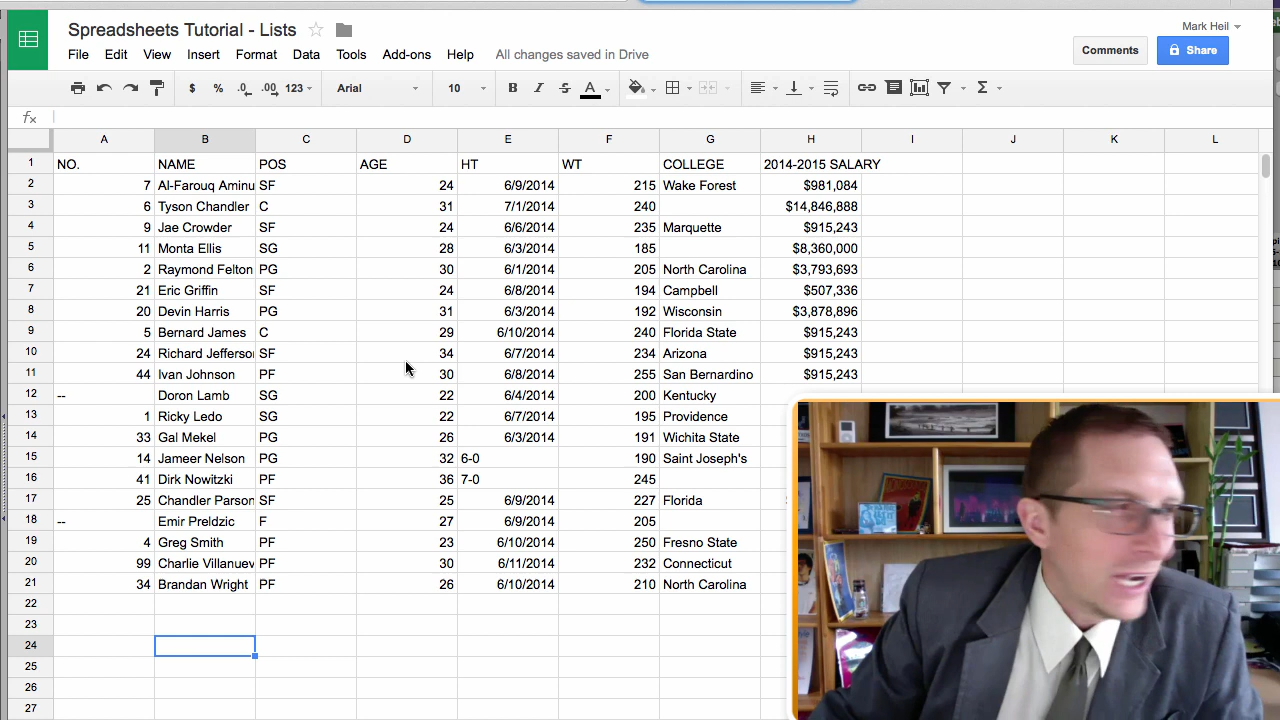 Spreadsheets Tutorial - Lists
Mark Heil
File Edit View Insert Format Data Tools Add-ons Help All changes saved in Drive
Comments Share
$ % .0 .00 123 Arial 10 B I S A Σ
fx
A B C D E F G H I J K L
1 NO. NAME POS AGE HT WT COLLEGE 2014-2015 SALARY
2 7 Al-Farouq Aminu SF 24 6/9/2014 215 Wake Forest $981,084
3 6 Tyson Chandler C 31 7/1/2014 240 $14,846,888
4 9 Jae Crowder SF 24 6/6/2014 235 Marquette $915,243
5 11 Monta Ellis SG 28 6/3/2014 185 $8,360,000
6 2 Raymond Felton PG 30 6/1/2014 205 North Carolina $3,793,693
7 21 Eric Griffin SF 24 6/8/2014 194 Campbell $507,336
8 20 Devin Harris PG 31 6/3/2014 192 Wisconsin $3,878,896
9 5 Bernard James C 29 6/10/2014 240 Florida State $915,243
10 24 Richard Jefferso SF 34 6/7/2014 234 Arizona $915,243
11 44 Ivan Johnson PF 30 6/8/2014 255 San Bernardino $915,243
12 -- Doron Lamb SG 22 6/4/2014 200 Kentucky
13 1 Ricky Ledo SG 22 6/7/2014 195 Providence
14 33 Gal Mekel PG 26 6/3/2014 191 Wichita State
15 14 Jameer Nelson PG 32 6-0 190 Saint Joseph's
16 41 Dirk Nowitzki PF 36 7-0 245
17 25 Chandler Parson SF 25 6/9/2014 227 Florida
18 -- Emir Preldzic F 27 6/9/2014 205
19 4 Greg Smith PF 23 6/10/2014 250 Fresno State
20 99 Charlie Villanuev PF 30 6/11/2014 232 Connecticut
21 34 Brandan Wright PF 26 6/10/2014 210 North Carolina
22
23
24
25
26
27